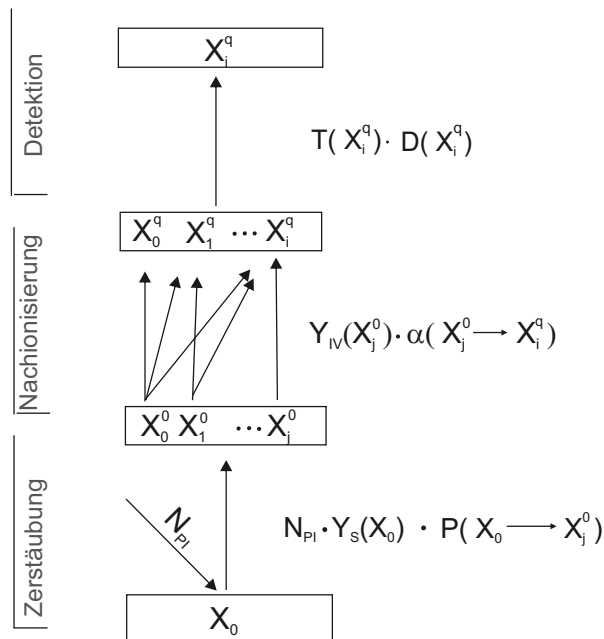 Detektion
X_i^q
T( X_i^q) · D( X_i^q)
Nachionisierung
X_0^q X_1^q ··· X_i^q
Y_IV(X_j^0) · α( X_j^0 ⟶ X_i^q)
X_0^0 X_1^0 ··· X_j^0
Zerstäubung
N_PI
N_PI · Y_S(X_0) · P( X_0 ⟶ X_j^0)
X_0